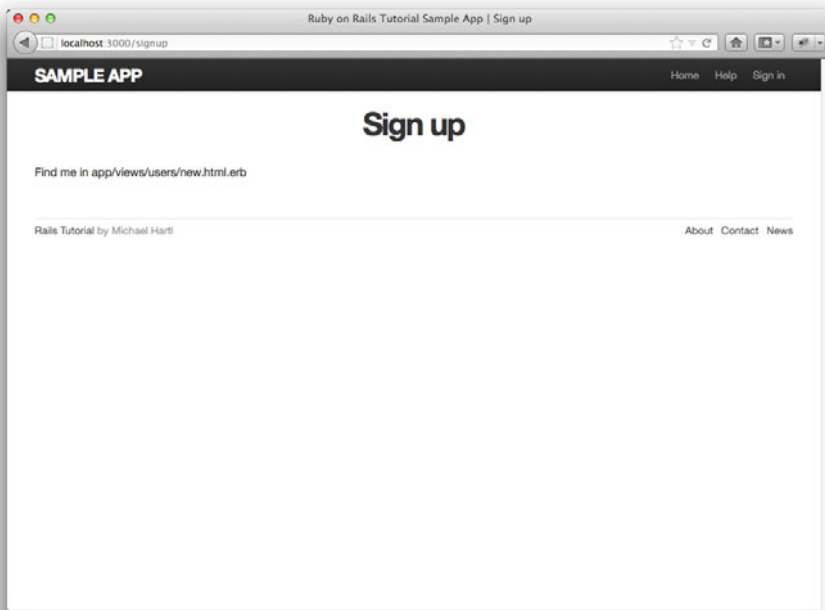 Ruby on Rails Tutorial Sample App | Sign up
localhost:3000/signup
SAMPLE APP
Home Help Sign in
Sign up
Find me in app/views/users/new.html.erb
Rails Tutorial by Michael Hartl
About Contact News